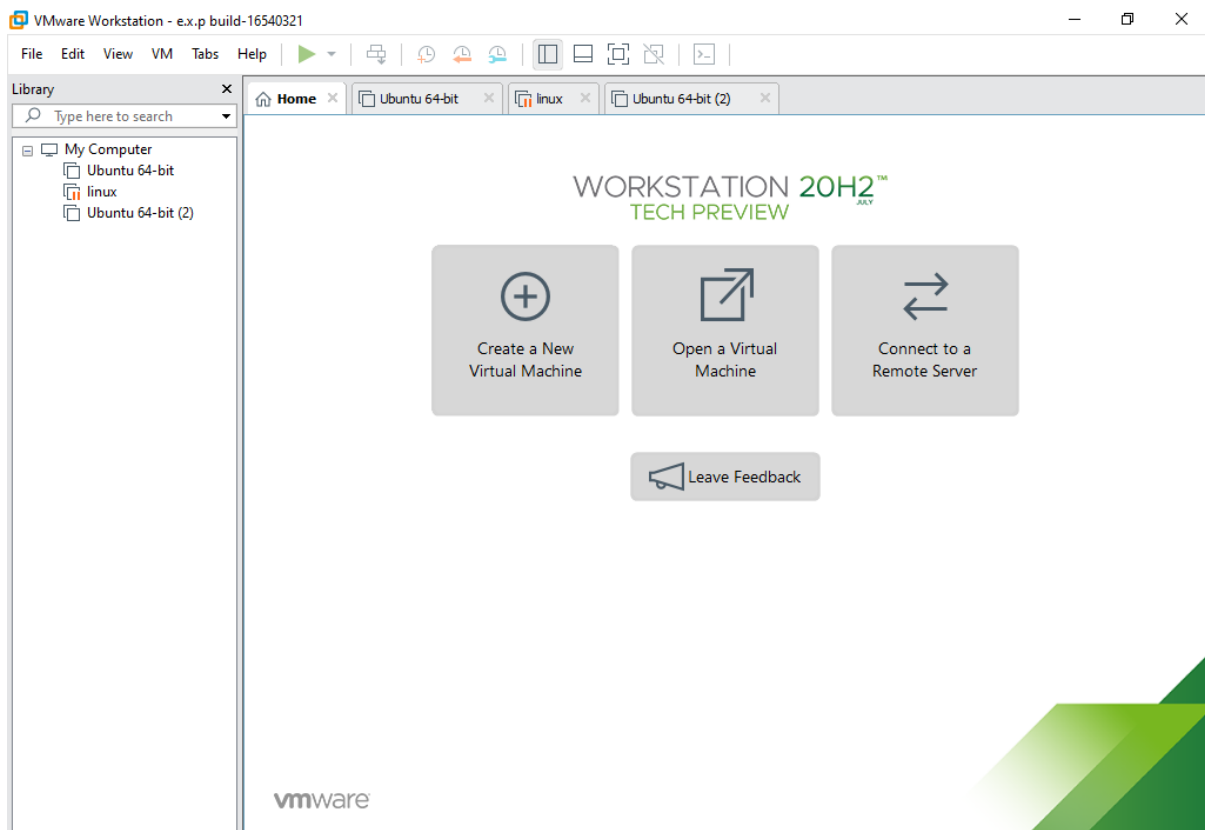 VMware Workstation - e.x.p build-16540321
File Edit View VM Tabs Help
Library
Type here to search
My Computer
Ubuntu 64-bit
linux
Ubuntu 64-bit (2)
Home Ubuntu 64-bit linux Ubuntu 64-bit (2)
WORKSTATION 20H2™
JULY
TECH PREVIEW
Create a New
Virtual Machine
Open a Virtual
Machine
Connect to a
Remote Server
Leave Feedback
vmware